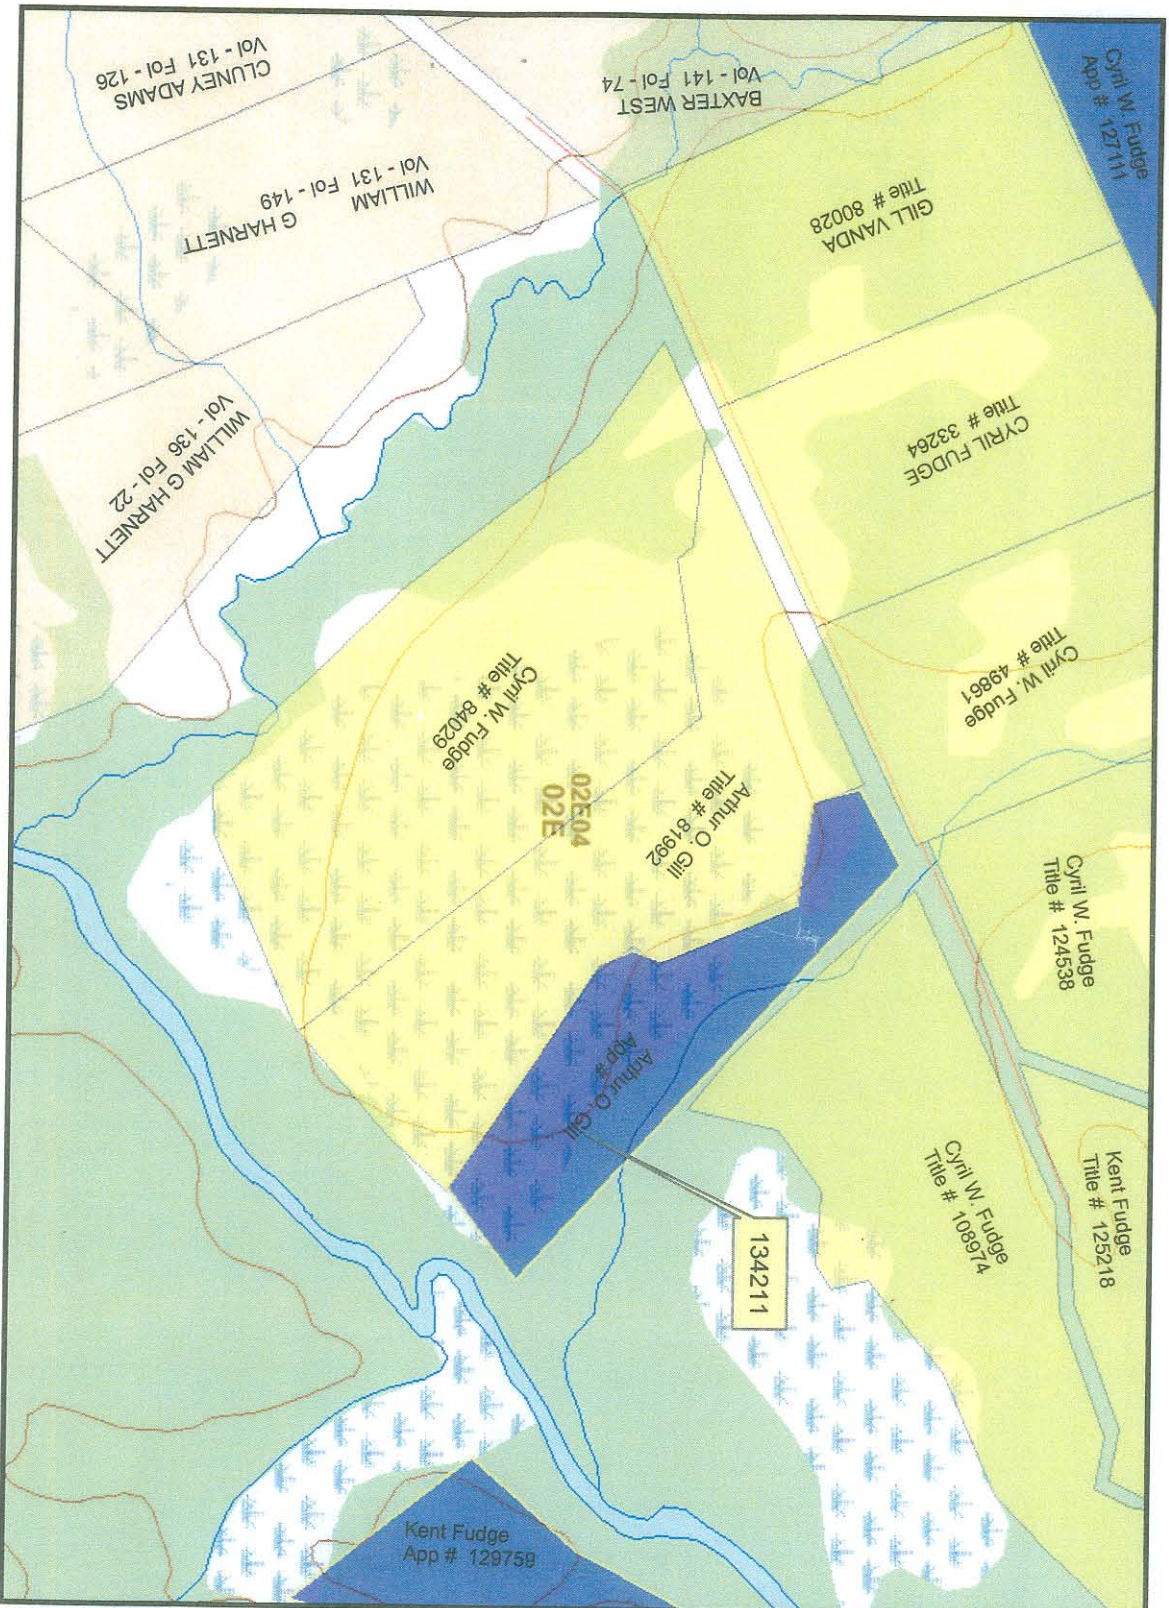 CLUNEY ADAMS
Vol - 131 Fol - 126
BAXTER WEST
Vol - 141 Fol - 74
Cyril W. Fudge
App # 127111
WILLIAM
G HARNETT
Vol - 131 Fol - 149
GILL VANDA
Title # 80028
WILLIAM G HARNETT
Vol - 136 Fol - 22
CYRIL FUDGE
Title # 33264
Cyril W. Fudge
Title # 84029
Cyril W. Fudge
Title # 49861
02E04
02E
Arthur O. Gill
Title # 81992
Cyril W. Fudge
Title # 124538
Arthur O. Gill
App #
134211
Cyril W. Fudge
Title # 108974
Kent Fudge
Title # 125218
Kent Fudge
App # 129759